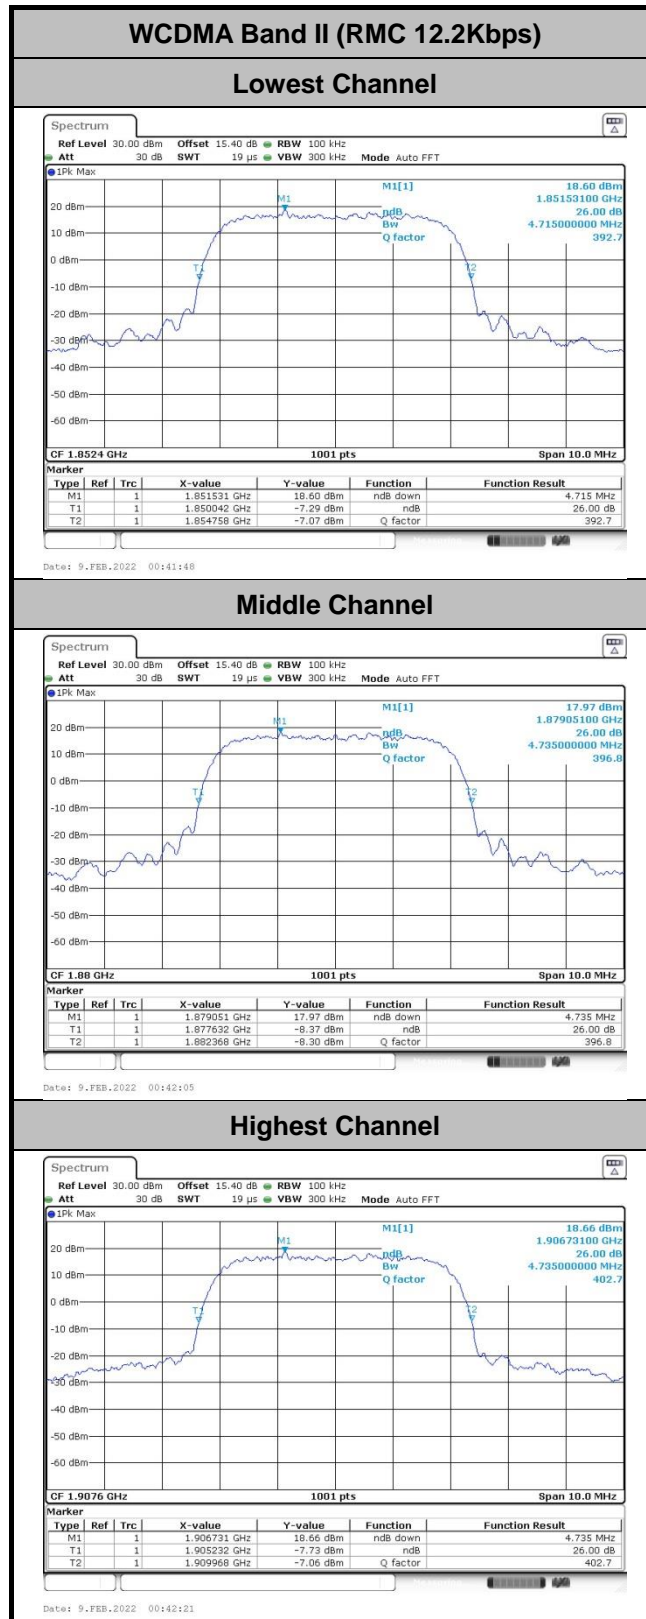 WCDMA Band II (RMC 12.2Kbps)
Lowest Channel
Spectrum
Ref Level 30.00 dBm Offset 15.40 dB RBW 100 kHz
Att 30 dB SWT 19 µs VBW 300 kHz Mode Auto FFT
1Pk Max
M1[1] 18.60 dBm
1.85153100 GHz
M1
20 dBm
ndB 26.00 dB
Bw 4.715000000 MHz
10 dBm
Q factor 392.7
0 dBm
T1 T2
-10 dBm
-20 dBm
-30 dBm
-40 dBm
-50 dBm
-60 dBm
CF 1.8524 GHz 1001 pts Span 10.0 MHz
Marker
Type Ref Trc X-value Y-value Function Function Result
M1 1 1.851531 GHz 18.60 dBm ndB down 4.715 MHz
T1 1 1.850042 GHz -7.29 dBm ndB 26.00 dB
T2 1 1.854758 GHz -7.07 dBm Q factor 392.7
Date: 9.FEB.2022 00:41:48
Middle Channel
Spectrum
Ref Level 30.00 dBm Offset 15.40 dB RBW 100 kHz
Att 30 dB SWT 19 µs VBW 300 kHz Mode Auto FFT
1Pk Max
M1[1] 17.97 dBm
1.87905100 GHz
M1
20 dBm
ndB 26.00 dB
Bw 4.735000000 MHz
10 dBm
Q factor 396.8
0 dBm
T1 T2
-10 dBm
-20 dBm
-30 dBm
-40 dBm
-50 dBm
-60 dBm
CF 1.88 GHz 1001 pts Span 10.0 MHz
Marker
Type Ref Trc X-value Y-value Function Function Result
M1 1 1.879051 GHz 17.97 dBm ndB down 4.735 MHz
T1 1 1.877632 GHz -8.37 dBm ndB 26.00 dB
T2 1 1.882368 GHz -8.30 dBm Q factor 396.8
Date: 9.FEB.2022 00:42:05
Highest Channel
Spectrum
Ref Level 30.00 dBm Offset 15.40 dB RBW 100 kHz
Att 30 dB SWT 19 µs VBW 300 kHz Mode Auto FFT
1Pk Max
M1[1] 18.66 dBm
1.90673100 GHz
M1
20 dBm
ndB 26.00 dB
Bw 4.735000000 MHz
10 dBm
Q factor 402.7
0 dBm
T1 T2
-10 dBm
-20 dBm
-30 dBm
-40 dBm
-50 dBm
-60 dBm
CF 1.9076 GHz 1001 pts Span 10.0 MHz
Marker
Type Ref Trc X-value Y-value Function Function Result
M1 1 1.906731 GHz 18.66 dBm ndB down 4.735 MHz
T1 1 1.905232 GHz -7.73 dBm ndB 26.00 dB
T2 1 1.909968 GHz -7.06 dBm Q factor 402.7
Date: 9.FEB.2022 00:42:21